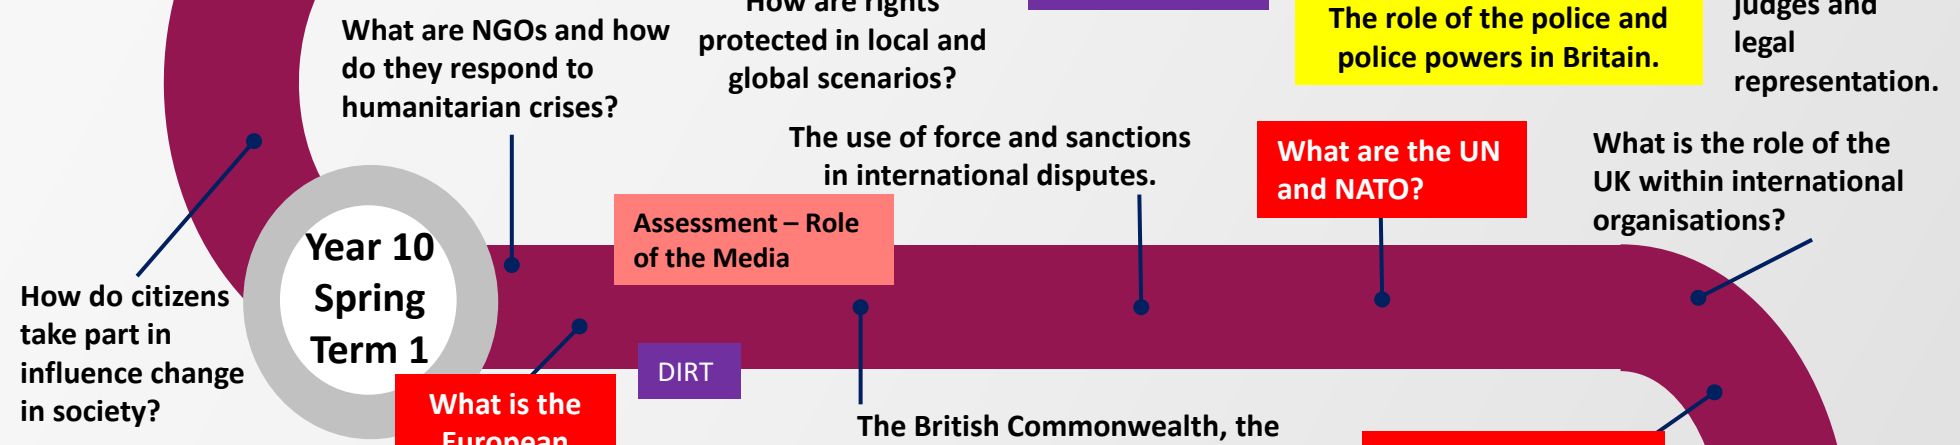 How are rights
protected in local and
global scenarios?
The role of the police and
police powers in Britain.
judges and
legal
representation.
What are NGOs and how
do they respond to
humanitarian crises?
The use of force and sanctions
in international disputes.
What are the UN
and NATO?
What is the role of the
UK within international
organisations?
Assessment – Role
of the Media
Year 10
Spring
Term 1
How do citizens
take part in
influence change
in society?
DIRT
What is the
European
The British Commonwealth, the